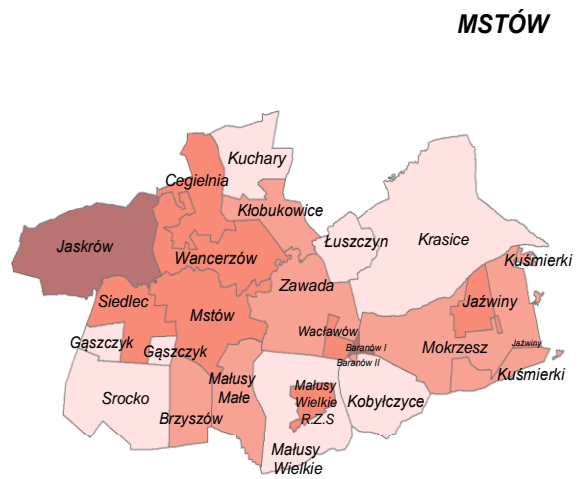 MSTÓW
Kuchary
Cegielnia
Kłobukowice
Jaskrów
Wancerzów
Łuszczyn
Krasice
Kuśmierki
Siedlec
Zawada
Jaźwiny
Mstów
Wacławów
Gąszczyk
Gąszczyk
Baranów I
Mokrzesz
Jaźwiny
Baranów II
Kuśmierki
Srocko
Brzyszów
Małusy
Małe
Małusy
Wielkie
R.Z.S
Kobyłczyce
Małusy
Wielkie